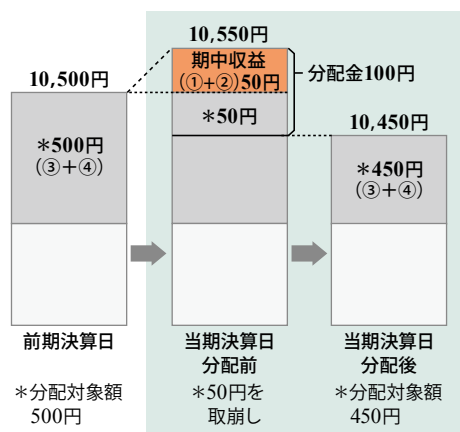 10,550円
期中収益
(①+②)50円
分配金100円
10,500円
＊50円
10,450円
＊500円
(③+④)
＊450円
(③+④)
前期決算日
当期決算日
分配前
当期決算日
分配後
＊分配対象額
500円
＊50円を
取崩し
＊分配対象額
450円